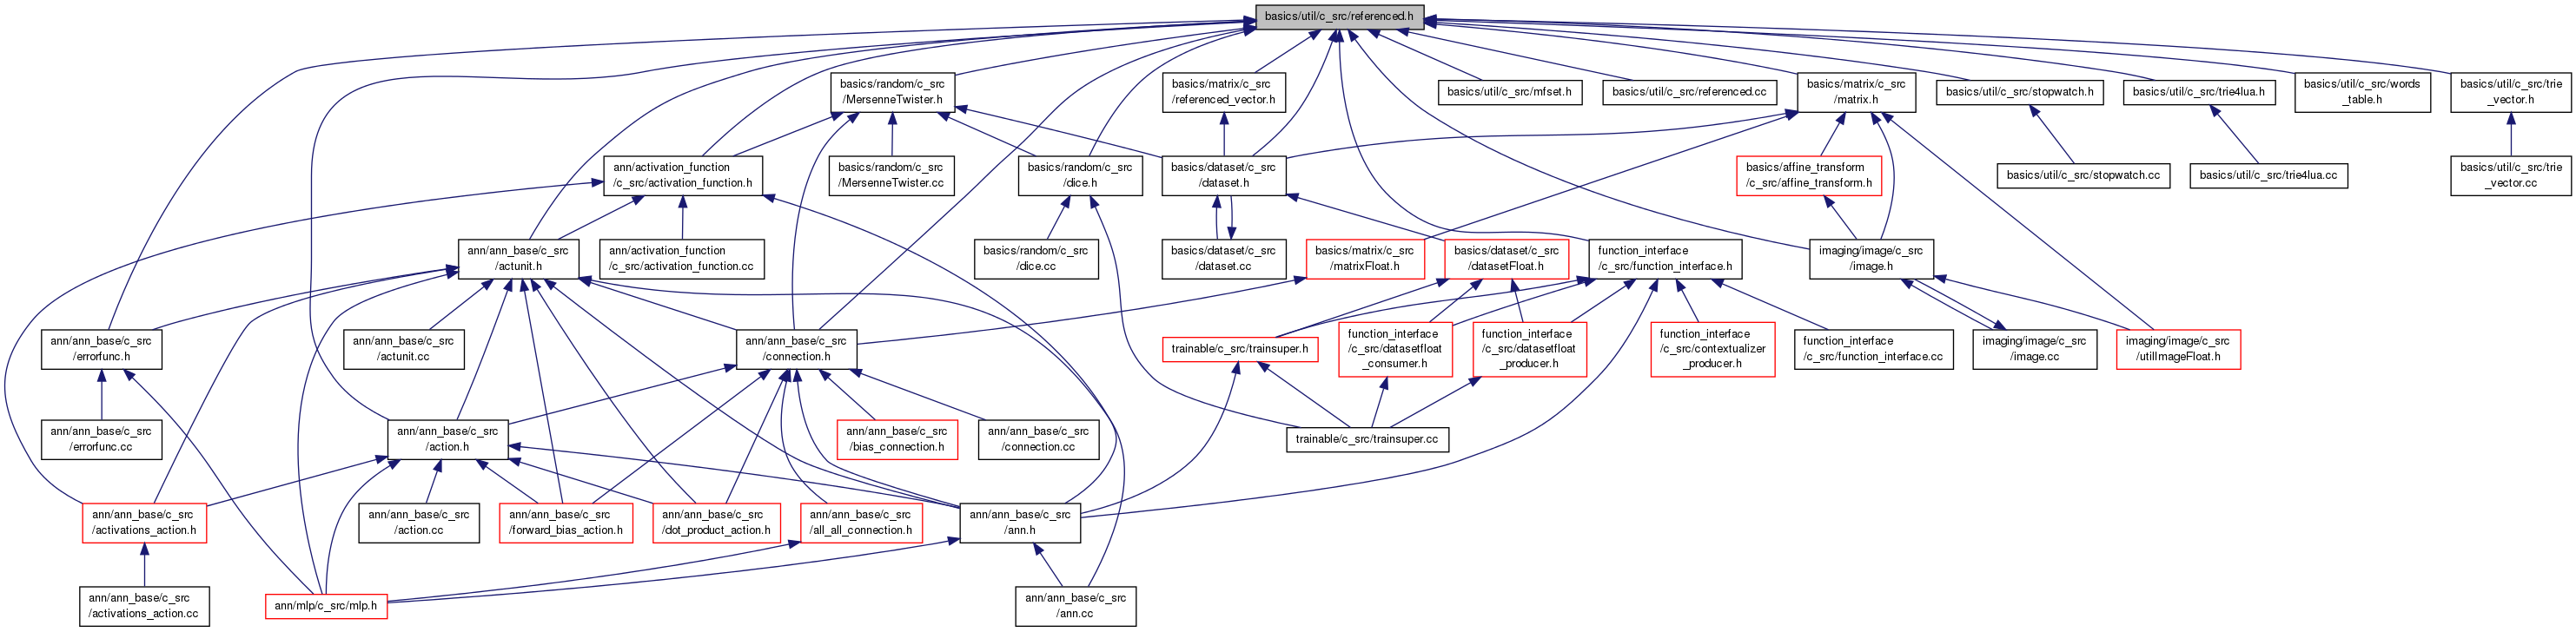 basics/util/c_src/referenced.h
basics/random/c_src
/MersenneTwister.h
basics/matrix/c_src
/referenced_vector.h
basics/util/c_src/mfset.h
basics/util/c_src/referenced.cc
basics/matrix/c_src
/matrix.h
basics/util/c_src/stopwatch.h
basics/util/c_src/trie4lua.h
basics/util/c_src/words
_table.h
basics/util/c_src/trie
_vector.h
ann/activation_function
/c_src/activation_function.h
basics/random/c_src
/MersenneTwister.cc
basics/random/c_src
/dice.h
basics/dataset/c_src
/dataset.h
basics/affine_transform
/c_src/affine_transform.h
basics/util/c_src/stopwatch.cc
basics/util/c_src/trie4lua.cc
basics/util/c_src/trie
_vector.cc
ann/ann_base/c_src
/actunit.h
ann/activation_function
/c_src/activation_function.cc
basics/random/c_src
/dice.cc
basics/dataset/c_src
/dataset.cc
basics/matrix/c_src
/matrixFloat.h
basics/dataset/c_src
/datasetFloat.h
function_interface
/c_src/function_interface.h
imaging/image/c_src
/image.h
ann/ann_base/c_src
/errorfunc.h
ann/ann_base/c_src
/actunit.cc
ann/ann_base/c_src
/connection.h
trainable/c_src/trainsuper.h
function_interface
/c_src/datasetfloat
_consumer.h
function_interface
/c_src/datasetfloat
_producer.h
function_interface
/c_src/contextualizer
_producer.h
function_interface
/c_src/function_interface.cc
imaging/image/c_src
/image.cc
imaging/image/c_src
/utilImageFloat.h
ann/ann_base/c_src
/errorfunc.cc
ann/ann_base/c_src
/action.h
ann/ann_base/c_src
/bias_connection.h
ann/ann_base/c_src
/connection.cc
trainable/c_src/trainsuper.cc
ann/ann_base/c_src
/activations_action.h
ann/ann_base/c_src
/action.cc
ann/ann_base/c_src
/forward_bias_action.h
ann/ann_base/c_src
/dot_product_action.h
ann/ann_base/c_src
/all_all_connection.h
ann/ann_base/c_src
/ann.h
ann/ann_base/c_src
/activations_action.cc
ann/mlp/c_src/mlp.h
ann/ann_base/c_src
/ann.cc